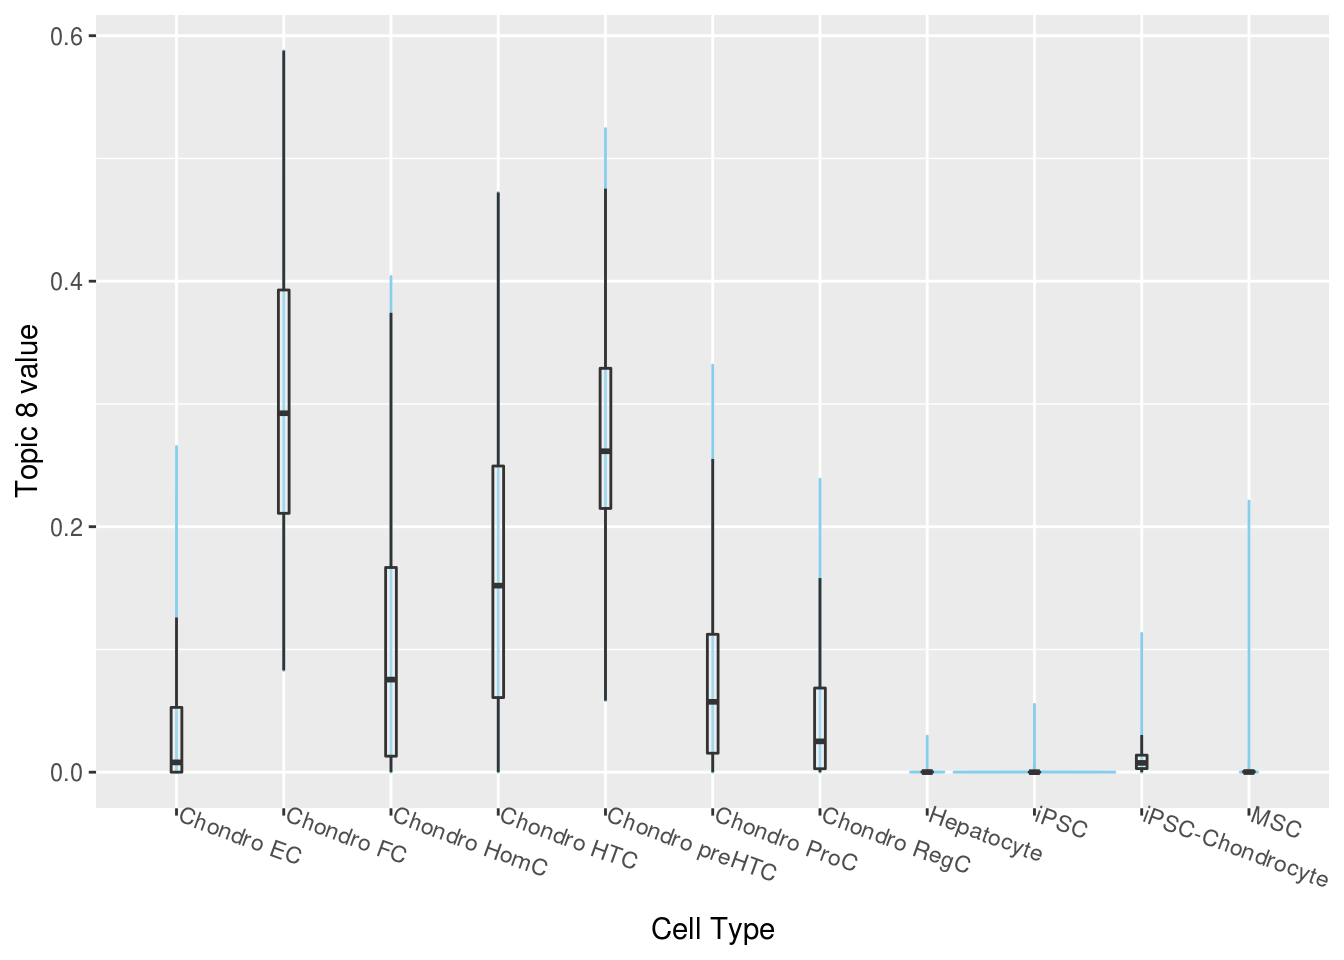 0.6
0.4
0.2
0.0
Topic 8 value
Chondro EC
Chondro FC
Chondro HomC
Chondro HTC
Chondro preHTC
Chondro ProC
Chondro RegC
Hepatocyte
iPSC
iPSC-Chondrocyte
MSC
Cell Type